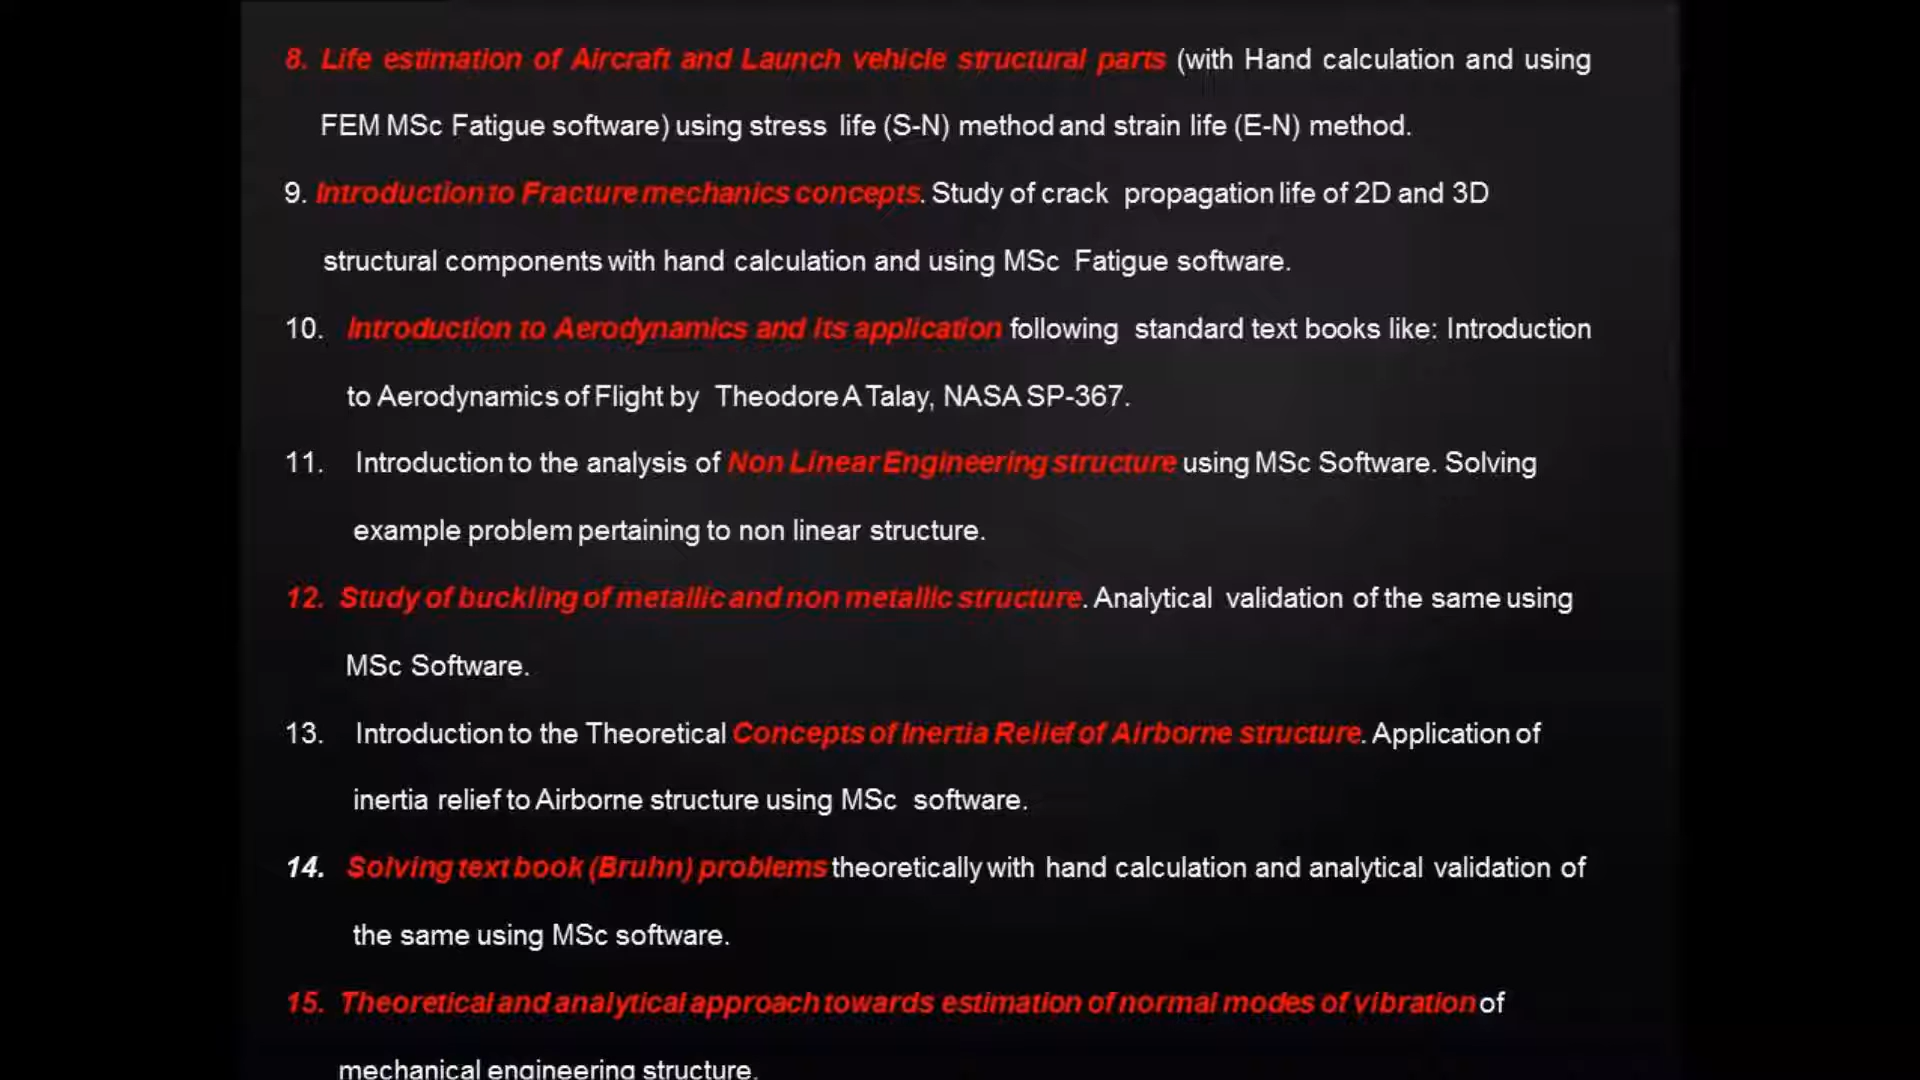 8. Life estimation of Aircraft and Launch vehicle structural parts (with Hand calculation and using
FEM MSc Fatigue software) using stress life (S-N) method and strain life (E-N) method.
9. Introduction to Fracture mechanics concepts. Study of crack propagation life of 2D and 3D
structural components with hand calculation and using MSc Fatigue software.
10. Introduction to Aerodynamics and its application following standard text books like: Introduction
to Aerodynamics of Flight by Theodore A Talay, NASA SP-367.
11. Introduction to the analysis of Non Linear Engineering structure using MSc Software. Solving
example problem pertaining to non linear structure.
12. Study of buckling of metallic and non metallic structure. Analytical validation of the same using
MSc Software.
13. Introduction to the Theoretical Concepts of Inertia Relief of Airborne structure. Application of
inertia relief to Airborne structure using MSc software.
14. Solving text book (Bruhn) problems theoretically with hand calculation and analytical validation of
the same using MSc software.
15. Theoretical and analytical approach towards estimation of normal modes of vibration of
mechanical engineering structure.